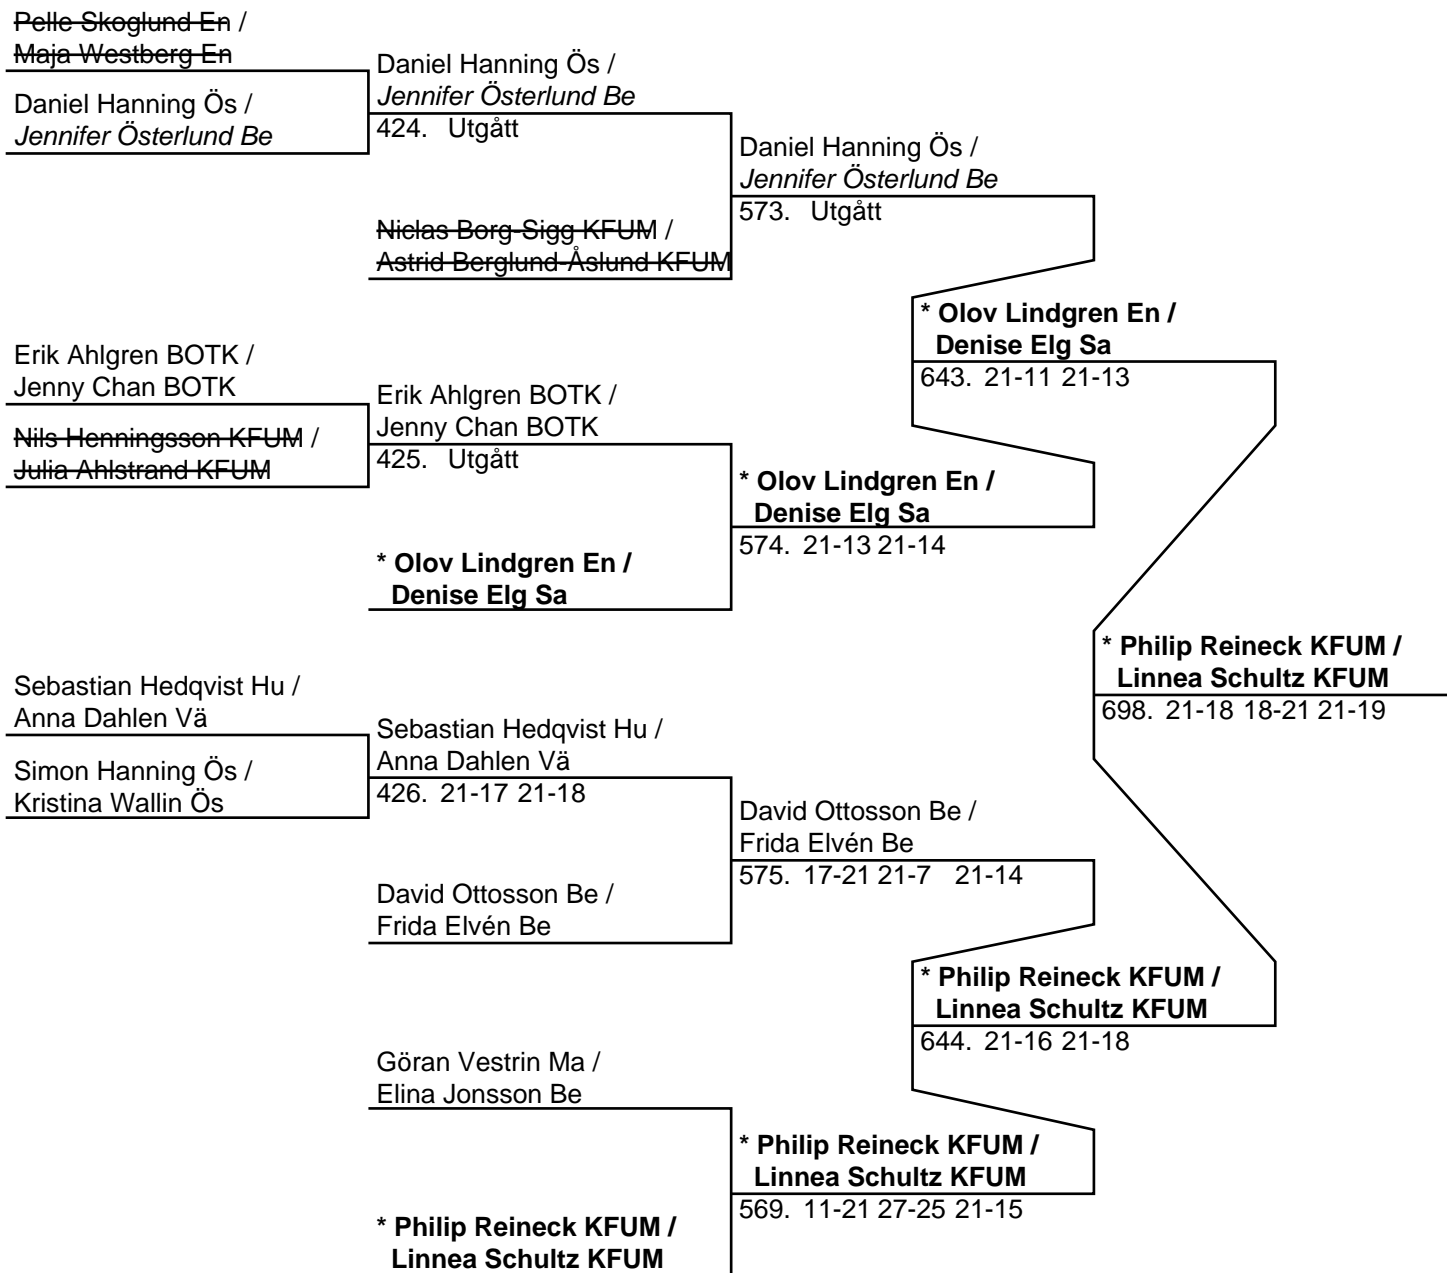 Pelle Skoglund En /
Maja Westberg En
Daniel Hanning Ös /
Jennifer Österlund Be
Daniel Hanning Ös /
Jennifer Österlund Be
424. Utgått
Niclas Borg-Sigg KFUM /
Astrid Berglund-Åslund KFUM
Daniel Hanning Ös /
Jennifer Österlund Be
573. Utgått
Erik Ahlgren BOTK /
Jenny Chan BOTK
Nils Henningsson KFUM /
Julia Ahlstrand KFUM
Erik Ahlgren BOTK /
Jenny Chan BOTK
425. Utgått
* Olov Lindgren En /
Denise Elg Sa
* Olov Lindgren En /
Denise Elg Sa
574. 21-13 21-14
* Olov Lindgren En /
Denise Elg Sa
643. 21-11 21-13
Sebastian Hedqvist Hu /
Anna Dahlen Vä
Simon Hanning Ös /
Kristina Wallin Ös
Sebastian Hedqvist Hu /
Anna Dahlen Vä
426. 21-17 21-18
David Ottosson Be /
Frida Elvén Be
David Ottosson Be /
Frida Elvén Be
575. 17-21 21-7 21-14
Göran Vestrin Ma /
Elina Jonsson Be
* Philip Reineck KFUM /
Linnea Schultz KFUM
* Philip Reineck KFUM /
Linnea Schultz KFUM
569. 11-21 27-25 21-15
* Philip Reineck KFUM /
Linnea Schultz KFUM
644. 21-16 21-18
* Philip Reineck KFUM /
Linnea Schultz KFUM
698. 21-18 18-21 21-19